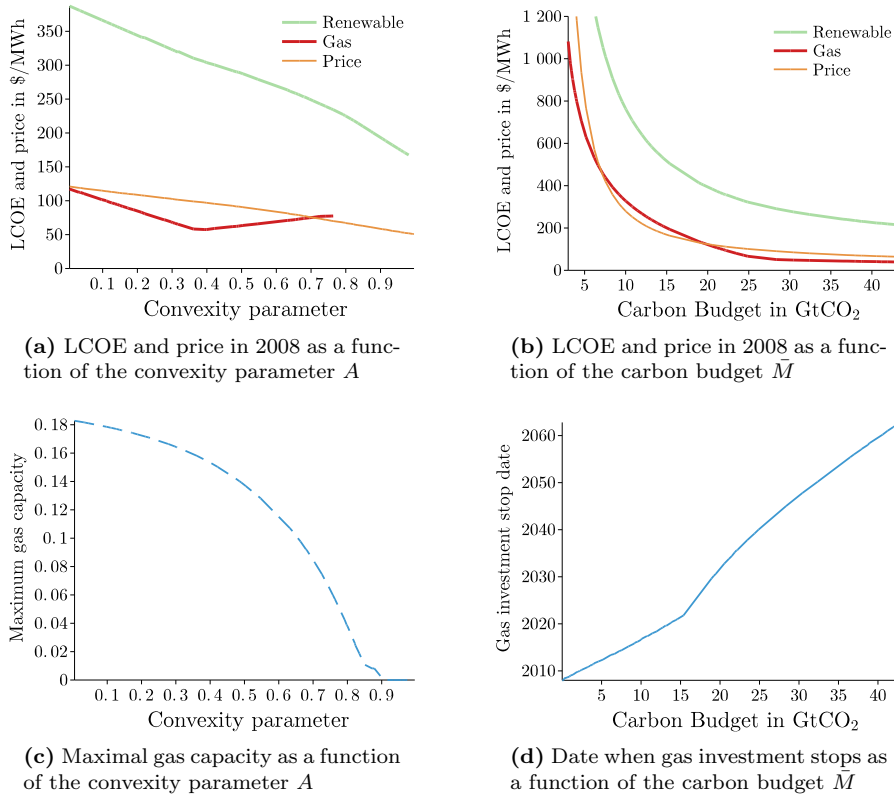 LCOE and price in $/MWh
350
300
250
200
150
100
50
0
0.1 0.2 0.3 0.4 0.5 0.6 0.7 0.8 0.9
Convexity parameter
Renewable
Gas
Price
(a) LCOE and price in 2008 as a func-
tion of the convexity parameter A
LCOE and price in $/MWh
1 200
1 000
800
600
400
200
0
5 10 15 20 25 30 35 40
Carbon Budget in GtCO₂
Renewable
Gas
Price
(b) LCOE and price in 2008 as a func-
tion of the carbon budget M̄
Maximum gas capacity
0.18
0.16
0.14
0.12
0.1
0.08
0.06
0.04
0.02
0
0.1 0.2 0.3 0.4 0.5 0.6 0.7 0.8 0.9
Convexity parameter
(c) Maximal gas capacity as a function
of the convexity parameter A
Gas investment stop date
2060
2050
2040
2030
2020
2010
5 10 15 20 25 30 35 40
Carbon Budget in GtCO₂
(d) Date when gas investment stops as
a function of the carbon budget M̄